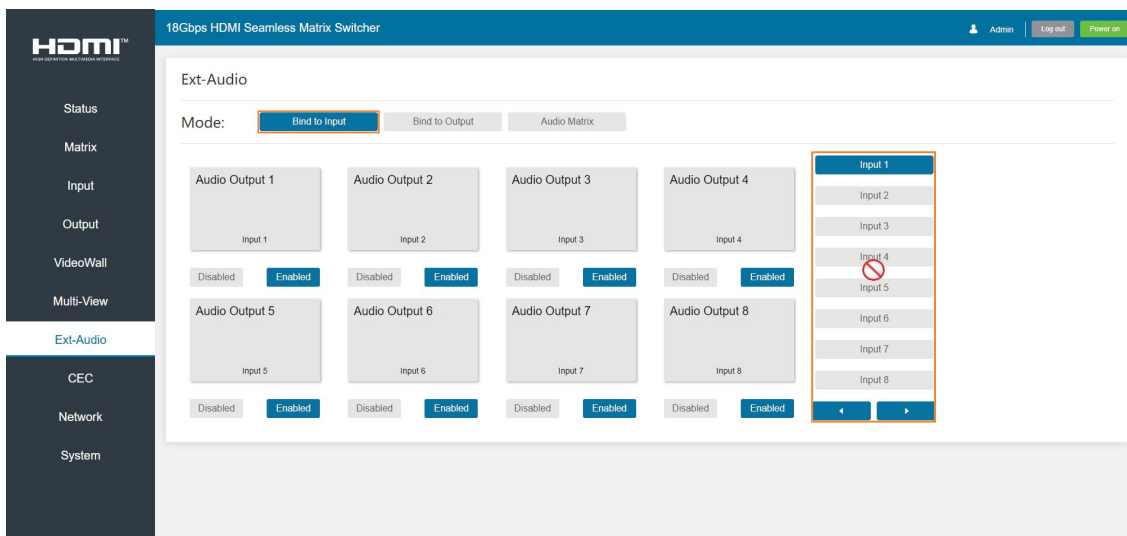 HDMI™
HIGH DEFINITION MULTIMEDIA INTERFACE
18Gbps HDMI Seamless Matrix Switcher
Admin
Log out
Power on
Status
Matrix
Input
Output
VideoWall
Multi-View
Ext-Audio
CEC
Network
System
Ext-Audio
Mode:
Bind to Input
Bind to Output
Audio Matrix
Audio Output 1
Input 1
Disabled
Enabled
Audio Output 2
Input 2
Disabled
Enabled
Audio Output 3
Input 3
Disabled
Enabled
Audio Output 4
Input 4
Disabled
Enabled
Audio Output 5
Input 5
Disabled
Enabled
Audio Output 6
Input 6
Disabled
Enabled
Audio Output 7
Input 7
Disabled
Enabled
Audio Output 8
Input 8
Disabled
Enabled
Input 1
Input 2
Input 3
Input 4
Input 5
Input 6
Input 7
Input 8